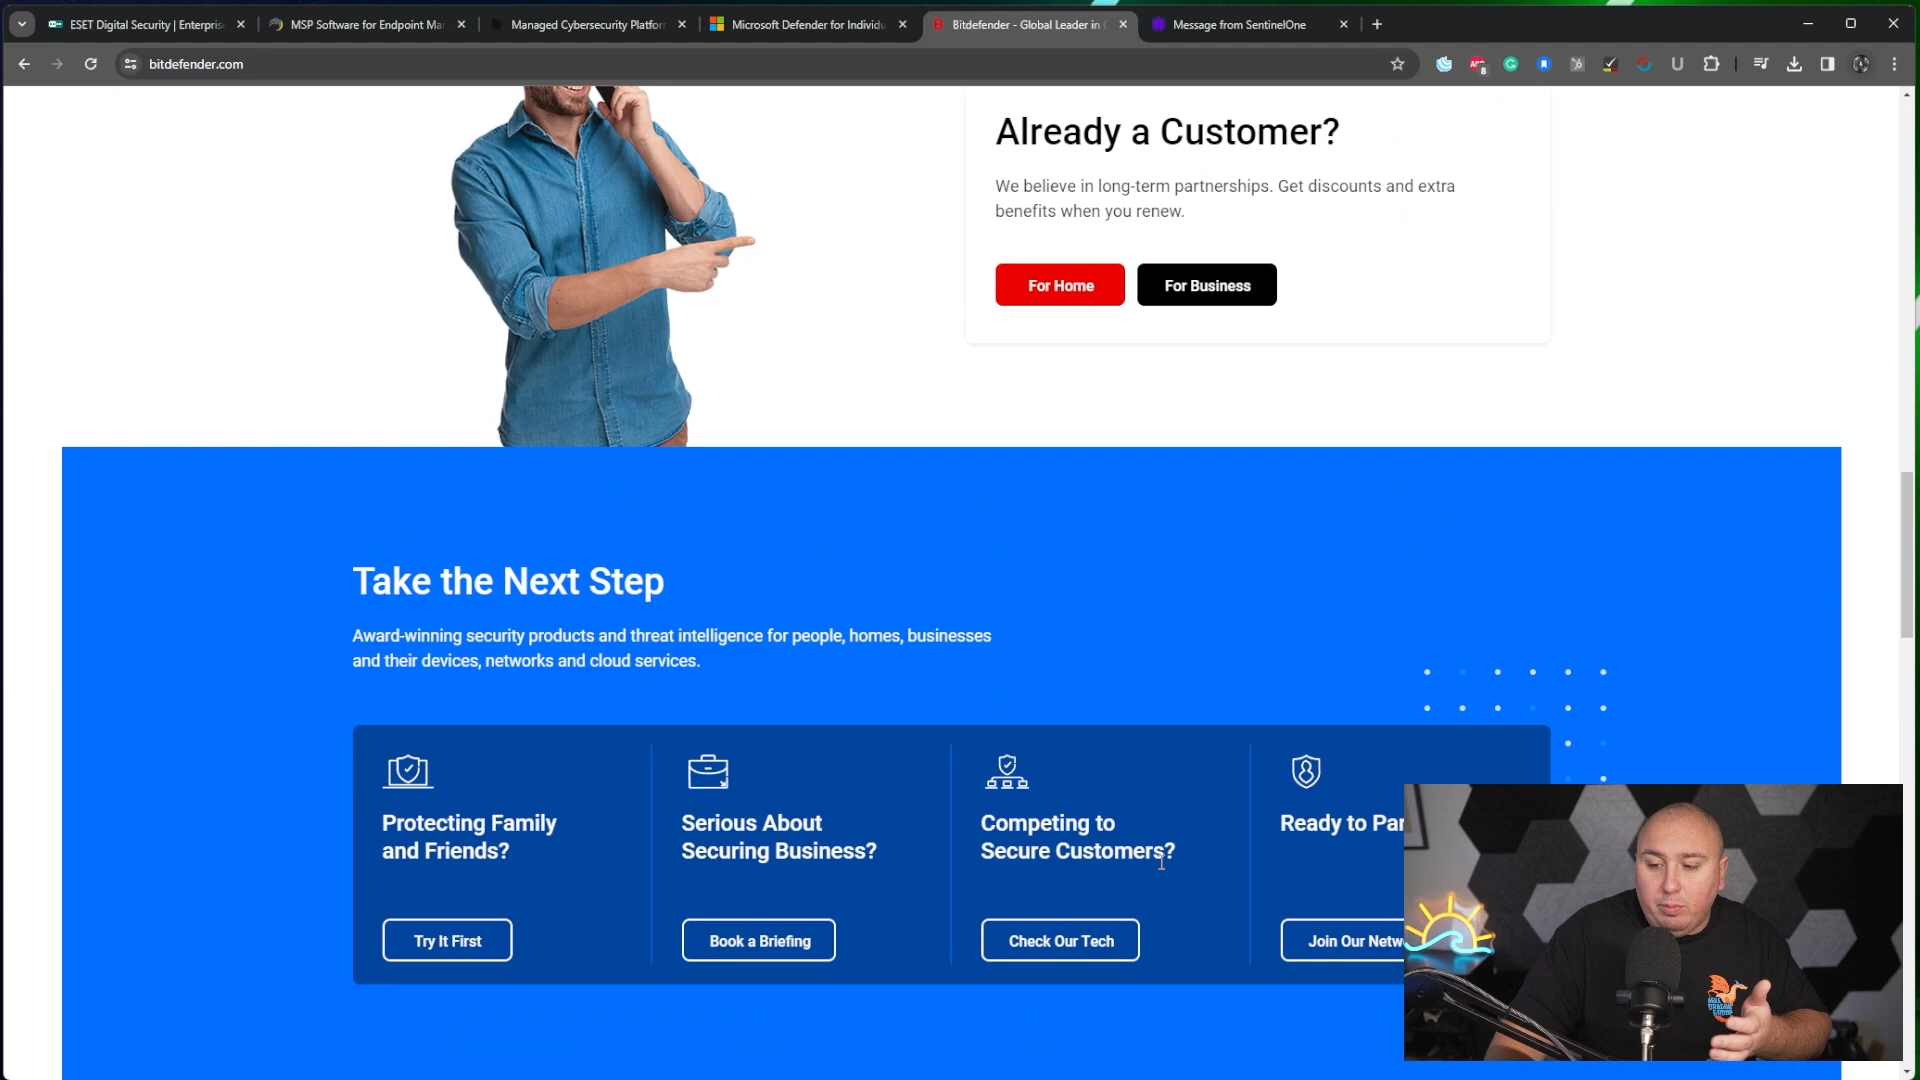 ESET Digital Security | Enterpris
MSP Software for Endpoint Ma
Managed Cybersecurity Platfor
Microsoft Defender for Individu
Bitdefender - Global Leader in C
Message from SentinelOne
bitdefender.com
Already a Customer?
We believe in long-term partnerships. Get discounts and extra
benefits when you renew.
For Home
For Business
Take the Next Step
Award-winning security products and threat intelligence for people, homes, businesses
and their devices, networks and cloud services.
Protecting Family
and Friends?
Try It First
Serious About
Securing Business?
Book a Briefing
Competing to
Secure Customers?
Check Our Tech
Ready to Par
Join Our Netw